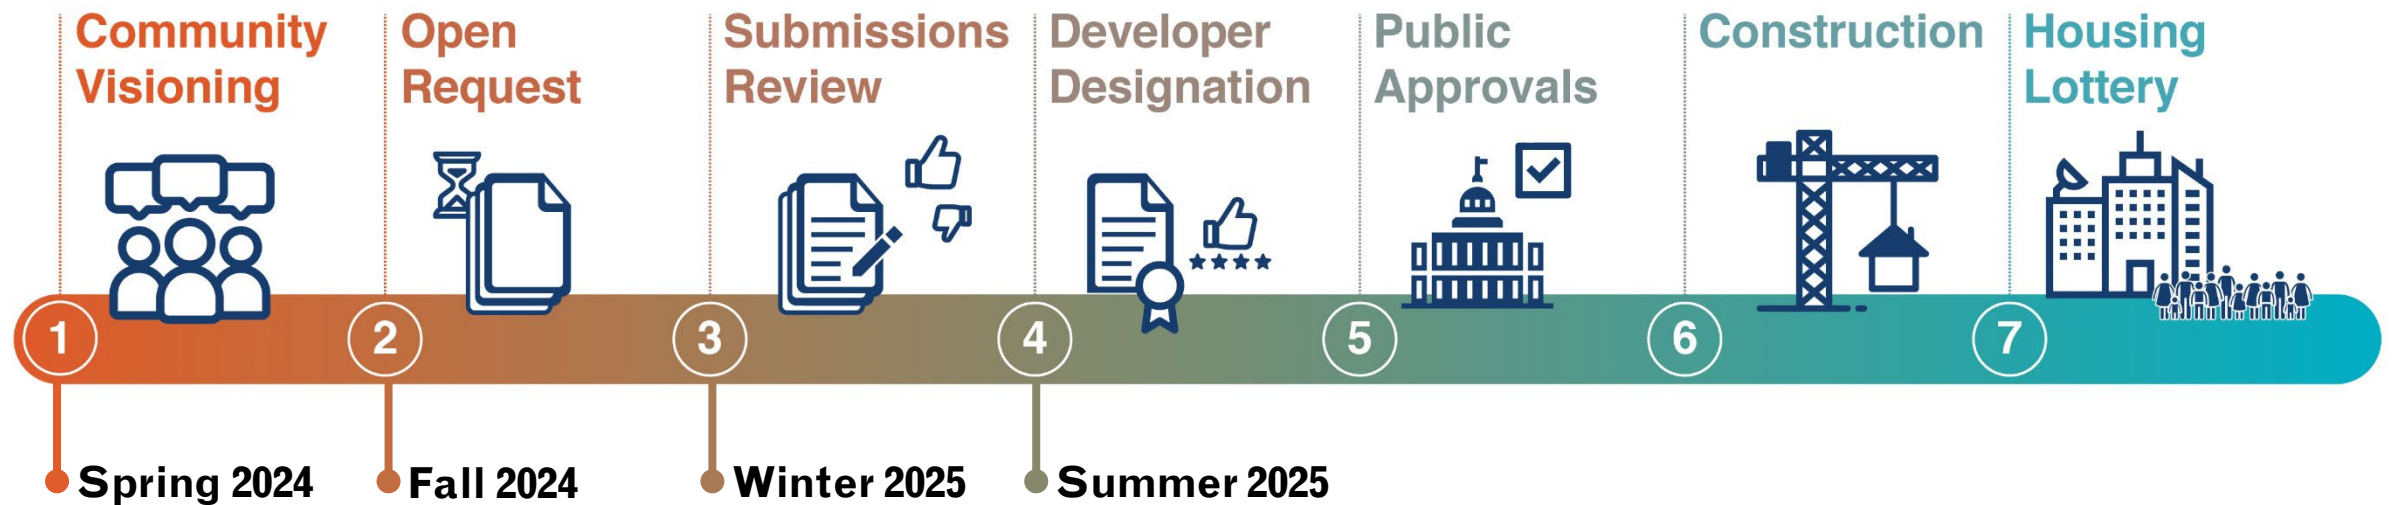 Community
Visioning
Open
Request
Submissions
Review
Developer
Designation
Public
Approvals
Construction
Housing
Lottery
1
2
3
4
5
6
7
Spring 2024
Fall 2024
Winter 2025
Summer 2025